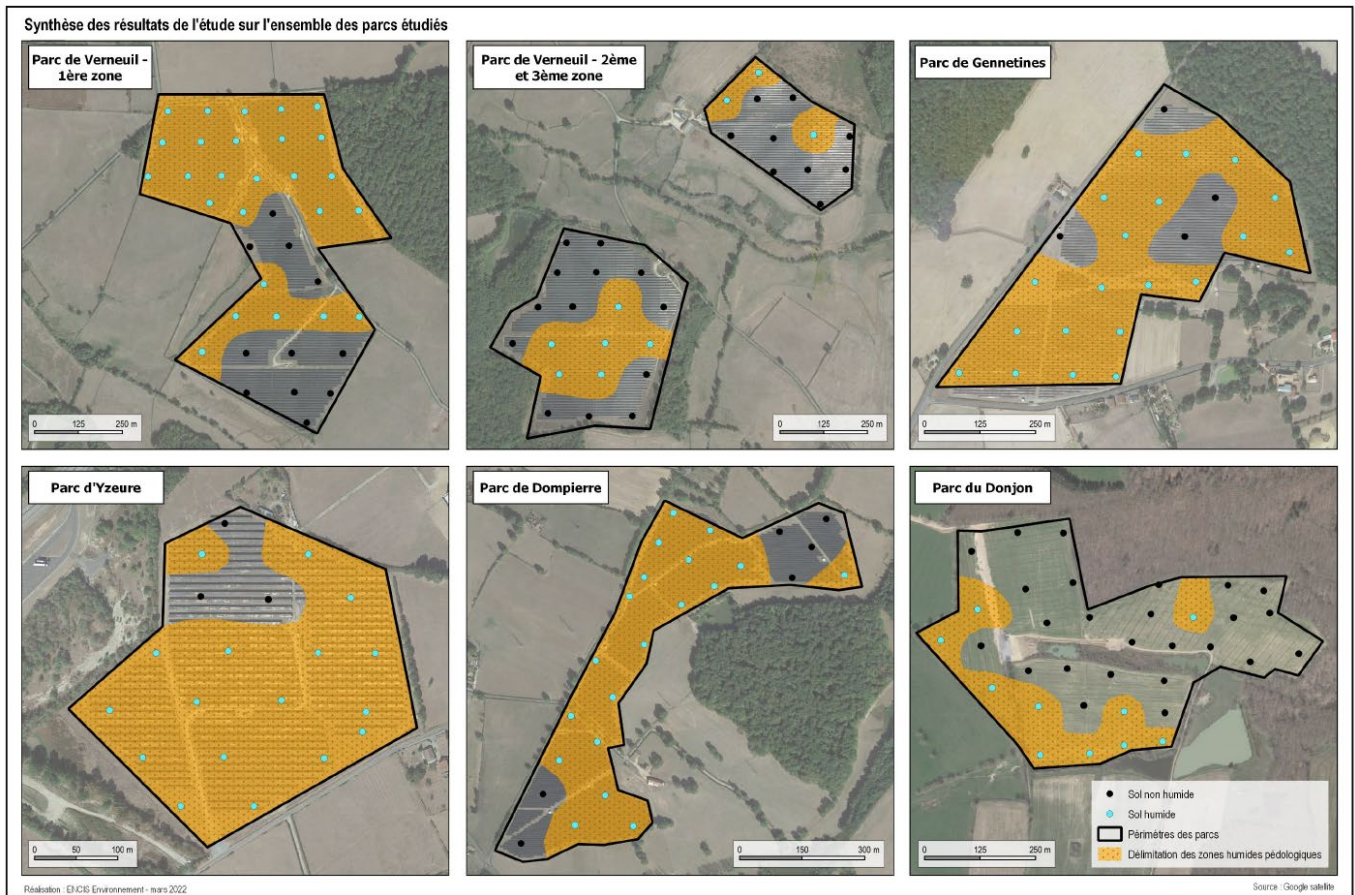 Synthèse des résultats de l'étude sur l'ensemble des parcs étudiés
Parc de Verneuil -
1ère zone
0 125 250 m
Parc de Verneuil - 2ème
et 3ème zone
0 125 250 m
Parc de Gennetines
0 125 250 m
Parc d'Yzeure
0 50 100 m
Parc de Dompierre
0 150 300 m
Parc du Donjon
0 125 250 m
Sol non humide
Sol humide
Périmètres des parcs
Délimitation des zones humides pédologiques
Réalisation : ENCIS Environnement - mars 2022
Source : Google satellite